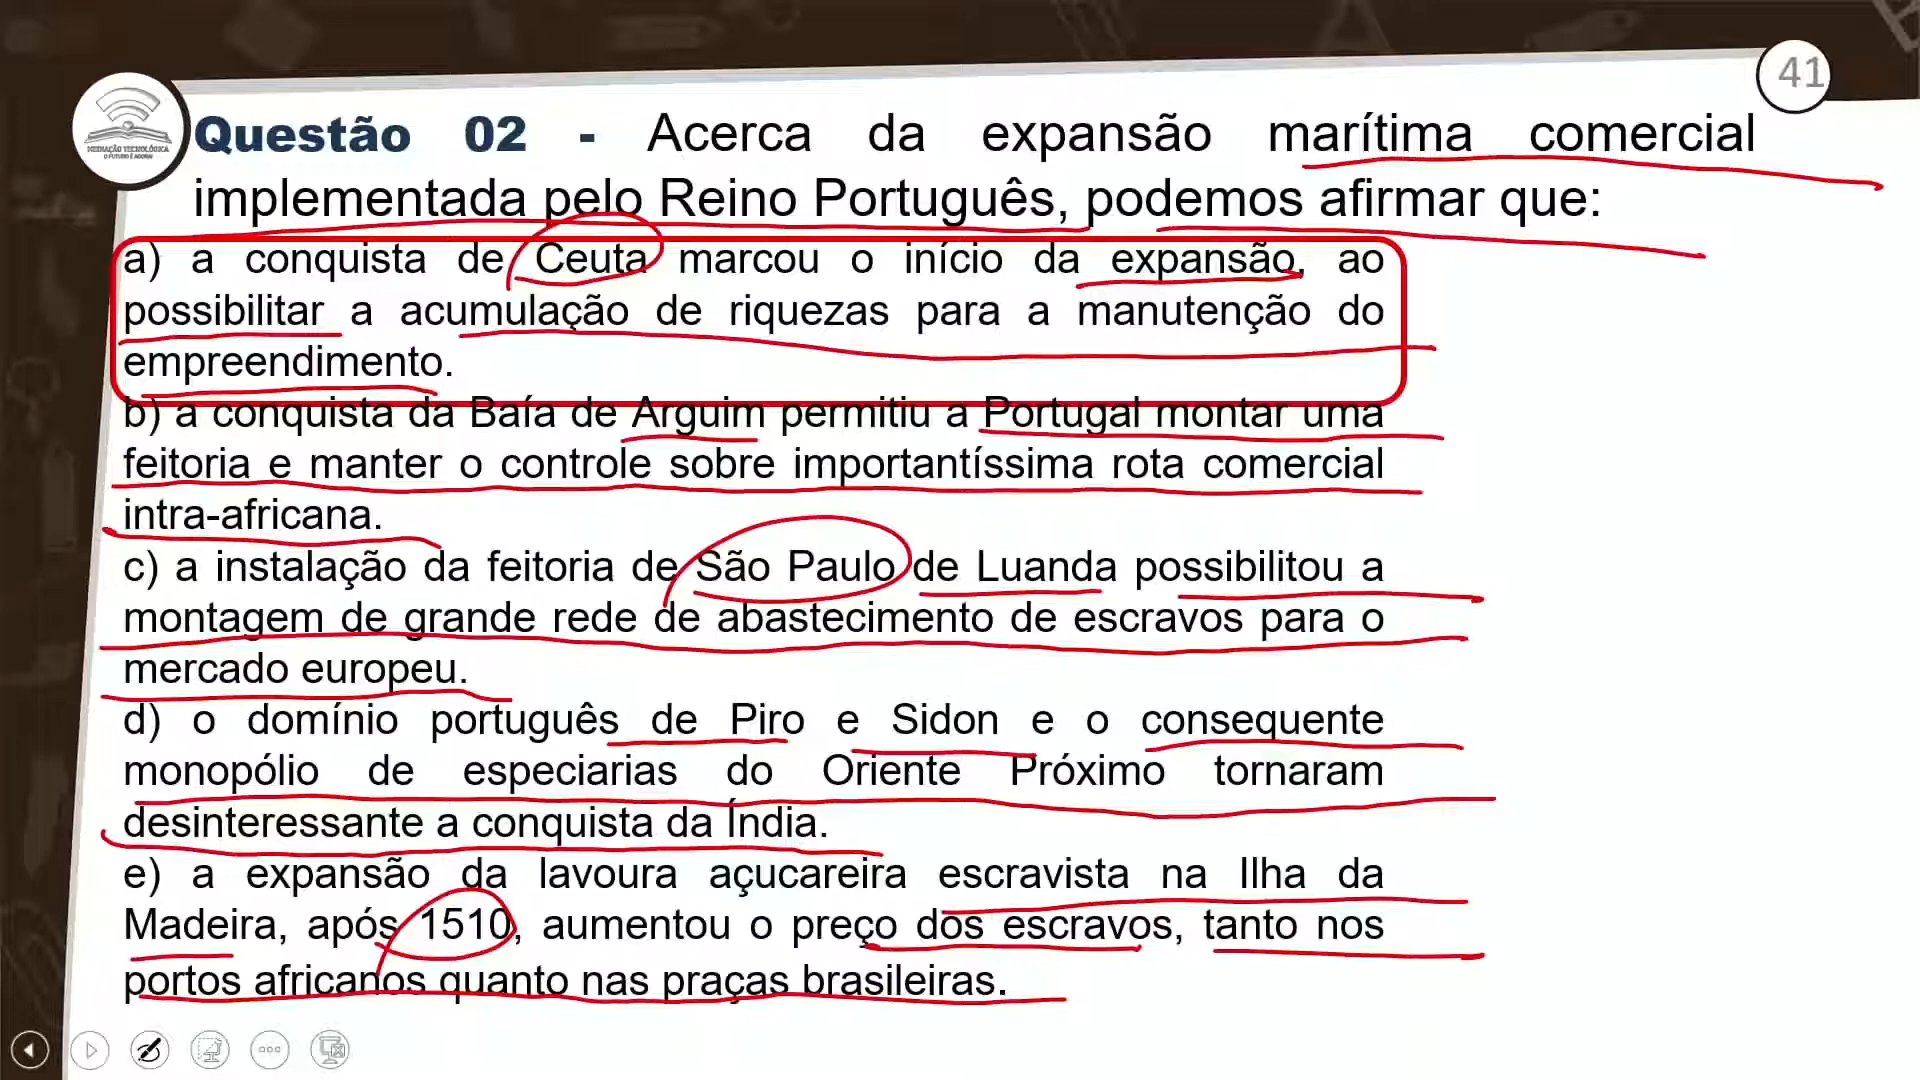 41
MEDIAÇÃO TECNOLÓGICA
O FUTURO É AGORA!
Questão 02 - Acerca da expansão marítima comercial
implementada pelo Reino Português, podemos afirmar que:
a) a conquista de Ceuta marcou o início da expansão, ao
possibilitar a acumulação de riquezas para a manutenção do
empreendimento.
b) a conquista da Baía de Arguim permitiu a Portugal montar uma
feitoria e manter o controle sobre importantíssima rota comercial
intra-africana.
c) a instalação da feitoria de São Paulo de Luanda possibilitou a
montagem de grande rede de abastecimento de escravos para o
mercado europeu.
d) o domínio português de Piro e Sidon e o consequente
monopólio de especiarias do Oriente Próximo tornaram
desinteressante a conquista da Índia.
e) a expansão da lavoura açucareira escravista na Ilha da
Madeira, após 1510, aumentou o preço dos escravos, tanto nos
portos africanos quanto nas praças brasileiras.